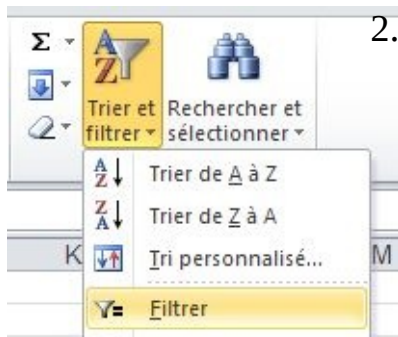 2.
Σ
Trier et filtrer
Rechercher et sélectionner
Trier de A à Z
Trier de Z à A
Tri personnalisé...
K
M
Filtrer